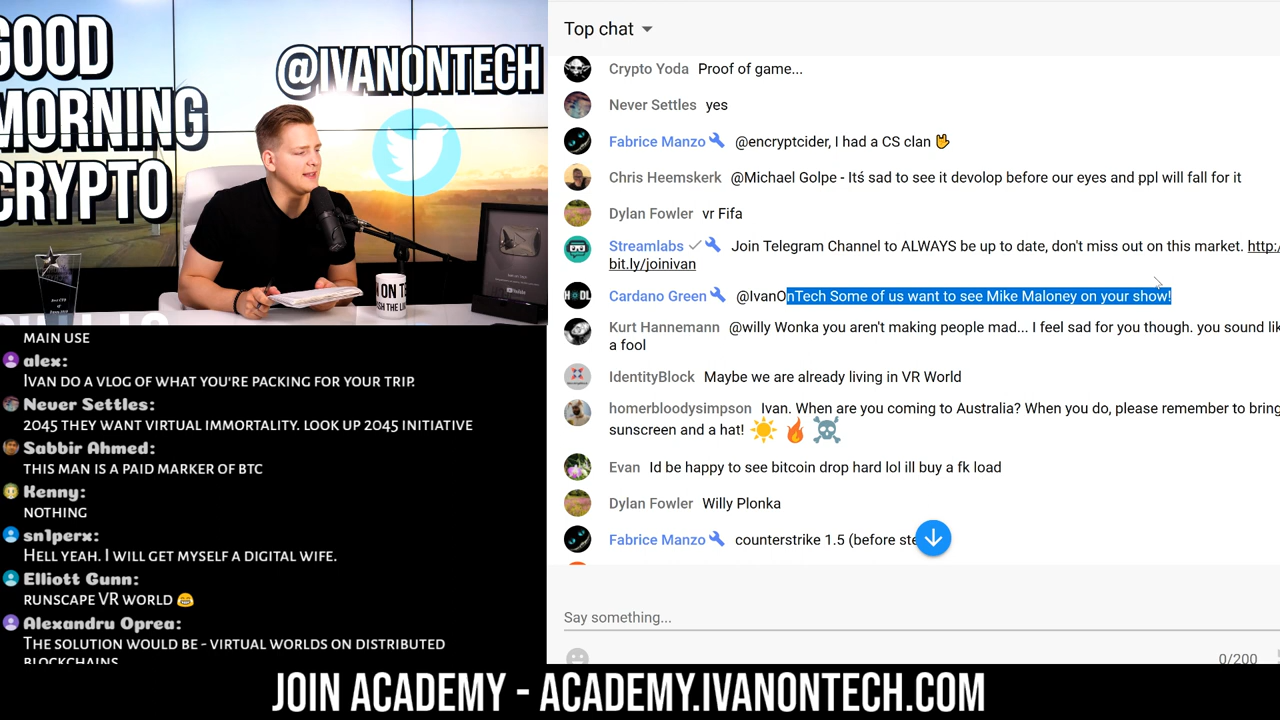 GOOD
MORNING
CRYPTO
@IVANONTECH
MAIN USE
alex:
IVAN DO A VLOG OF WHAT YOU'RE PACKING FOR YOUR TRIP.
Never Settles:
2045 THEY WANT VIRTUAL IMMORTALITY. LOOK UP 2045 INITIATIVE
Sabbir Ahmed:
THIS MAN IS A PAID MARKER OF BTC
Kenny:
NOTHING
sn1perx:
HELL YEAH. I WILL GET MYSELF A DIGITAL WIFE.
Elliott Gunn:
RUNSCAPE VR WORLD 😂
Alexandru Oprea:
THE SOLUTION WOULD BE - VIRTUAL WORLDS ON DISTRIBUTED
BLOCKCHAINS
Top chat
Crypto Yoda Proof of game...
Never Settles yes
Fabrice Manzo @encryptcider, I had a CS clan 🤘
Chris Heemskerk @Michael Golpe - Itś sad to see it devolop before our eyes and ppl will fall for it
Dylan Fowler vr Fifa
Streamlabs Join Telegram Channel to ALWAYS be up to date, don't miss out on this market. http:/
bit.ly/joinivan
HODL
Cardano Green @IvanOnTech Some of us want to see Mike Maloney on your show!
Kurt Hannemann @willy Wonka you aren't making people mad... I feel sad for you though. you sound lik
a fool
IdentityBlock Maybe we are already living in VR World
homerbloodysimpson Ivan. When are you coming to Australia? When you do, please remember to bring
sunscreen and a hat! ☀️ 🔥 ☠️
Evan Id be happy to see bitcoin drop hard lol ill buy a fk load
Dylan Fowler Willy Plonka
Fabrice Manzo counterstrike 1.5 (before ste
Say something...
0/200
JOIN ACADEMY - ACADEMY.IVANONTECH.COM